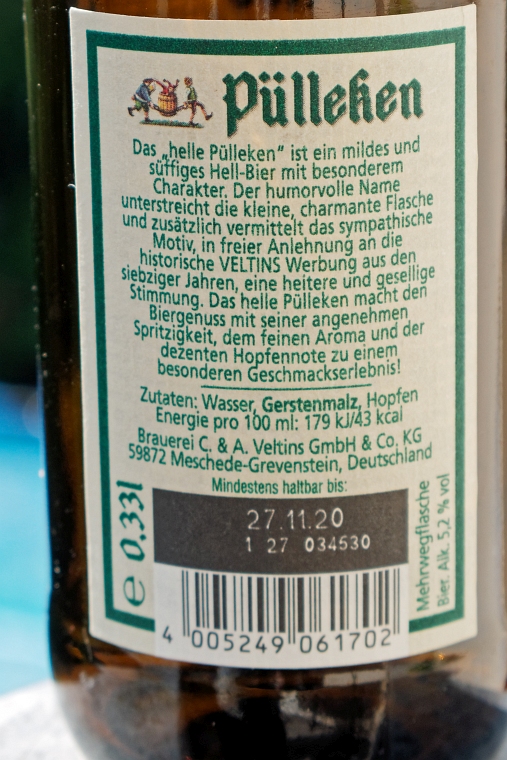 Pülleken
Das „helle Pülleken" ist ein mildes und
süffiges Hell-Bier mit besonderem
Charakter. Der humorvolle Name
unterstreicht die kleine, charmante Flasche
und zusätzlich vermittelt das sympathische
Motiv, in freier Anlehnung an die
historische VELTINS Werbung aus den
siebziger Jahren, eine heitere und gesellige
Stimmung. Das helle Pülleken macht den
Biergenuss mit seiner angenehmen
Spritzigkeit, dem feinen Aroma und der
dezenten Hopfennote zu einem
besonderen Geschmackserlebnis!
Zutaten: Wasser, Gerstenmalz, Hopfen
Energie pro 100 ml: 179 kJ/43 kcal
Brauerei C. & A. Veltins GmbH & Co. KG
59872 Meschede-Grevenstein, Deutschland
Mindestens haltbar bis:
27.11.20
1 27 034530
e 0,33l
Mehrwegflasche
Bier. Alk. 5,2 % vol
4 005249 061702